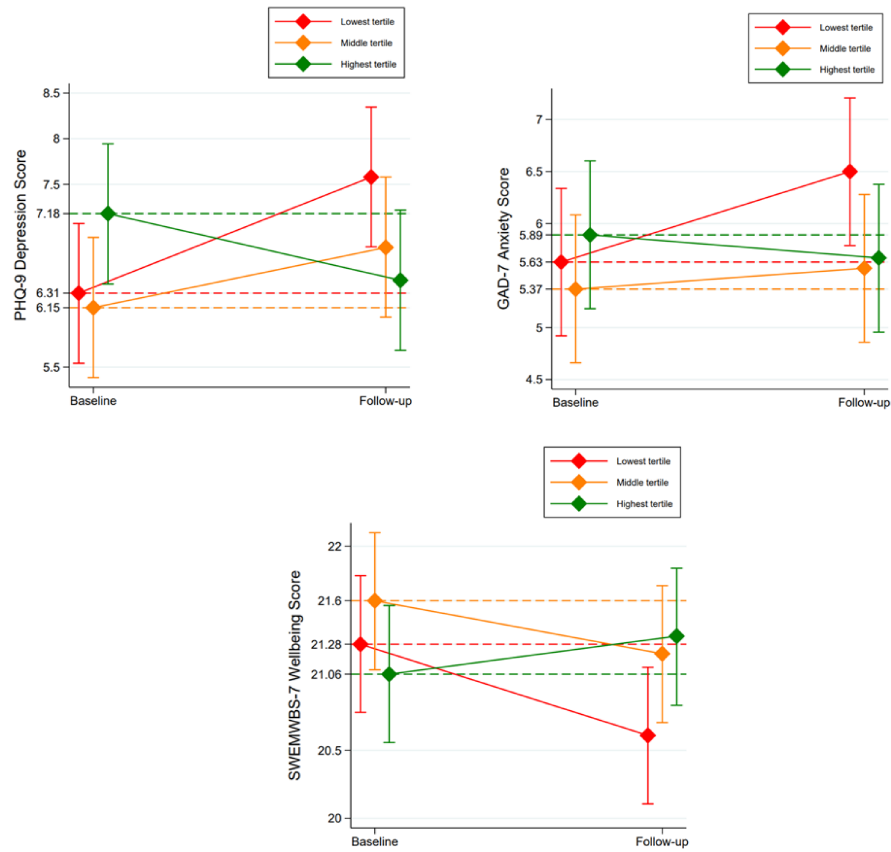 Lowest tertile
Middle tertile
Highest tertile
PHQ-9 Depression Score
8.5
8
7.5
7.18
6.31
6.15
5.5
Baseline
Follow-up
Lowest tertile
Middle tertile
Highest tertile
GAD-7 Anxiety Score
7
6.5
6
5.89
5.63
5.37
5
4.5
Baseline
Follow-up
Lowest tertile
Middle tertile
Highest tertile
SWEMWBS-7 Wellbeing Score
22
21.6
21.28
21.06
20.5
20
Baseline
Follow-up